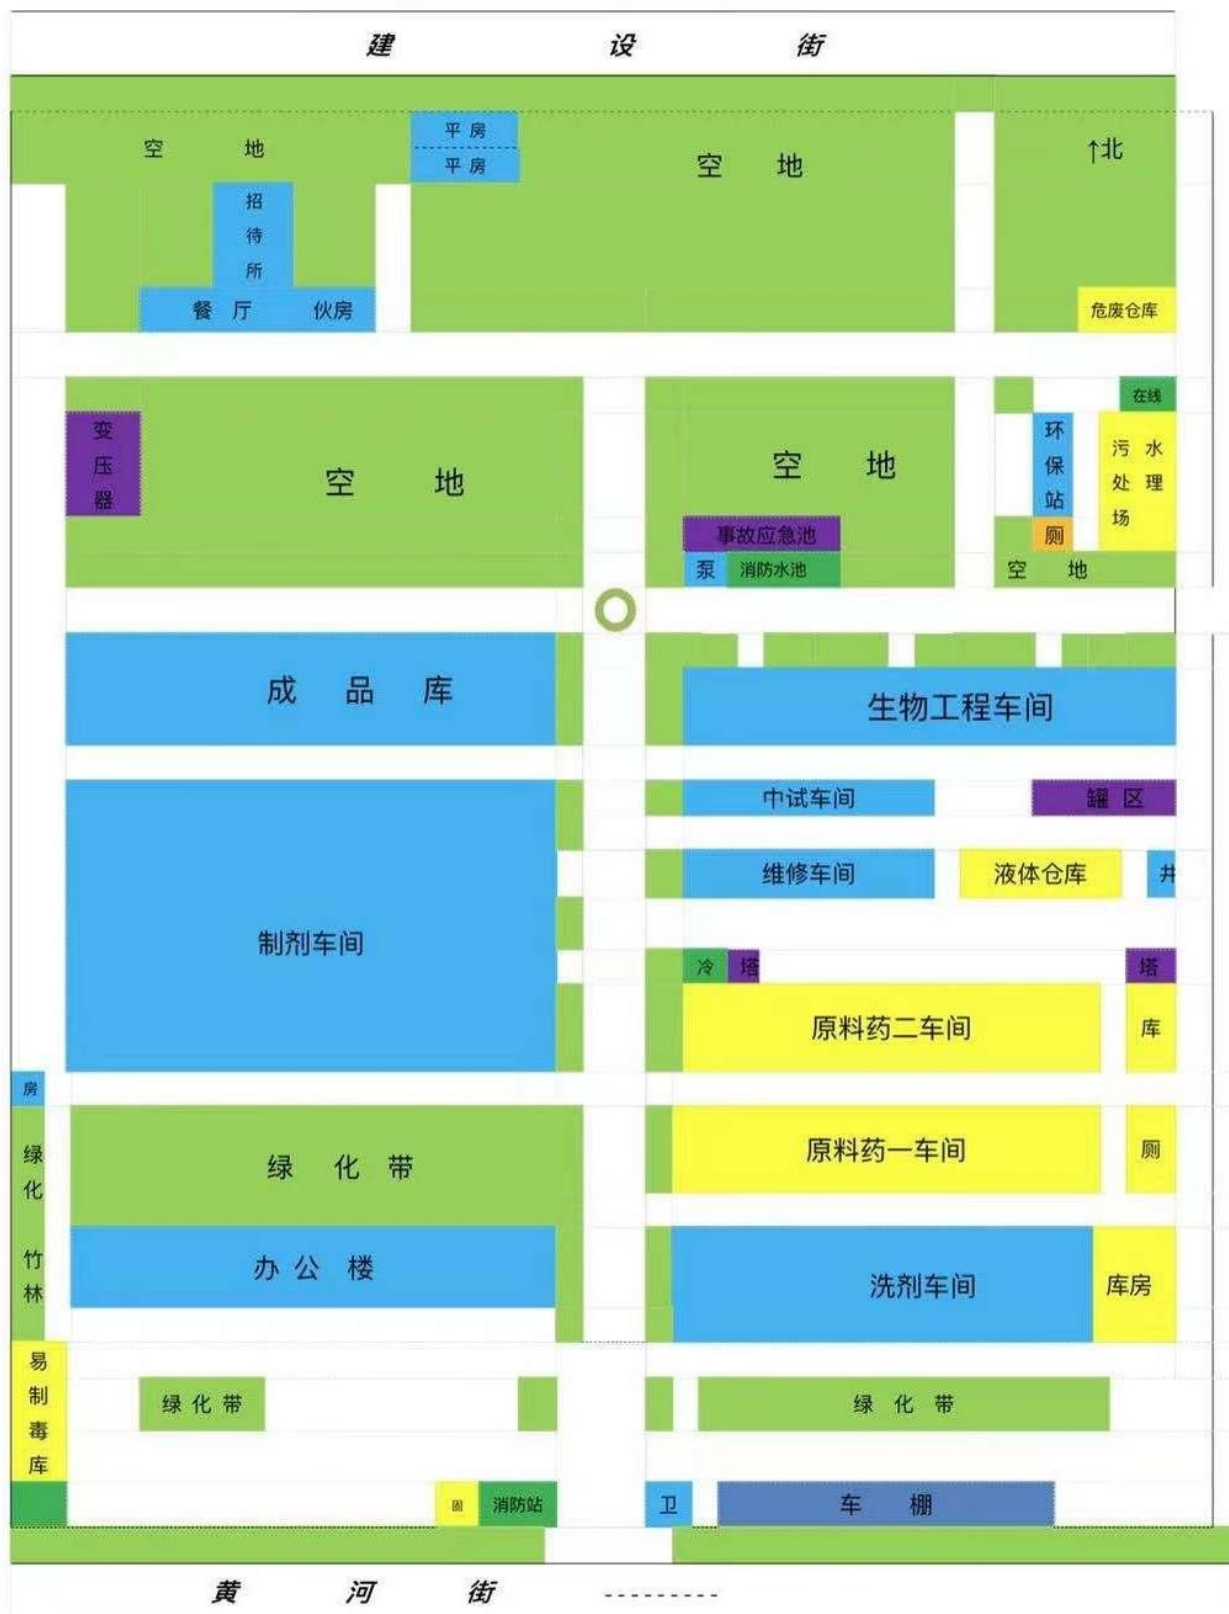 建 设 街
平 房
平 房
空 地
空 地
↑北
招待所
餐 厅 伙房
危废仓库
变压器
空 地
空 地
在线
环保站
污水处理场
事故应急池
厕
泵
消防水池
空 地
成 品 库
生物工程车间
中试车间
罐 区
制剂车间
维修车间
液体仓库
井
冷
塔
塔
原料药二车间
库
房
绿化 竹林
绿 化 带
原料药一车间
厕
办 公 楼
洗剂车间
库房
易制毒库
绿 化 带
绿 化 带
固
消防站
卫
车 棚
黄 河 街 ---------